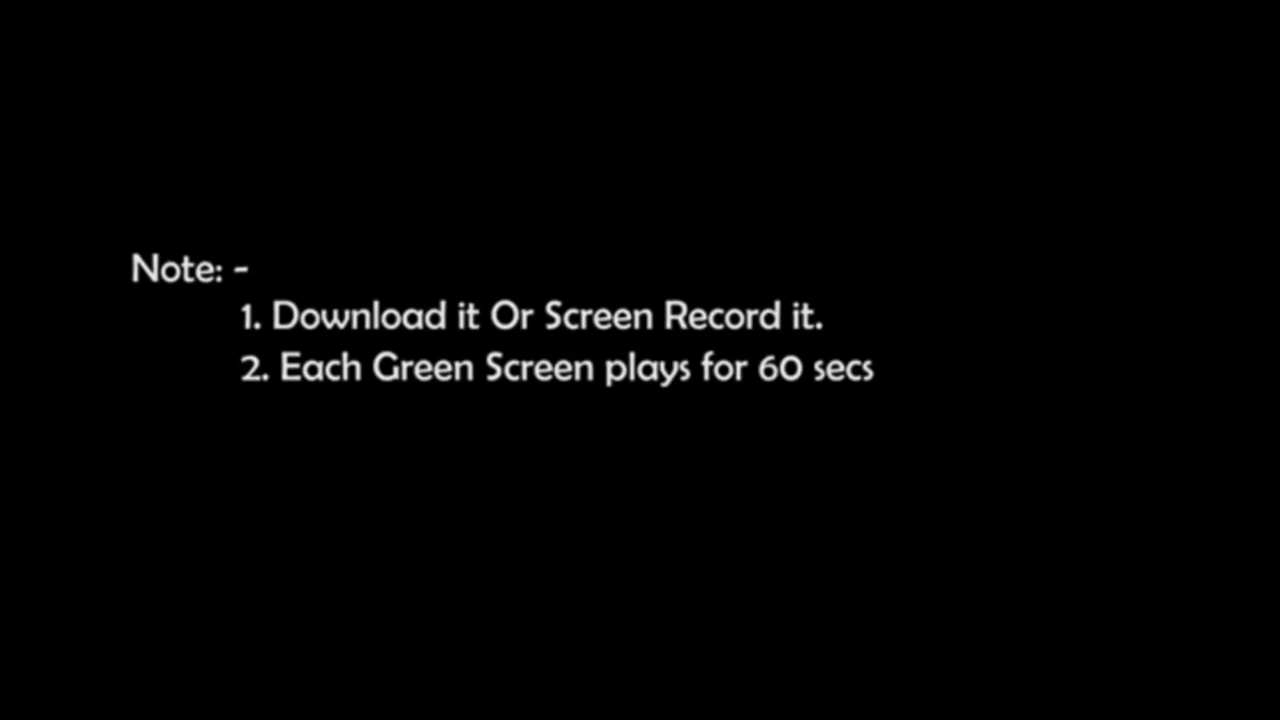 Note: -
1. Download it Or Screen Record it.
2. Each Green Screen plays for 60 secs